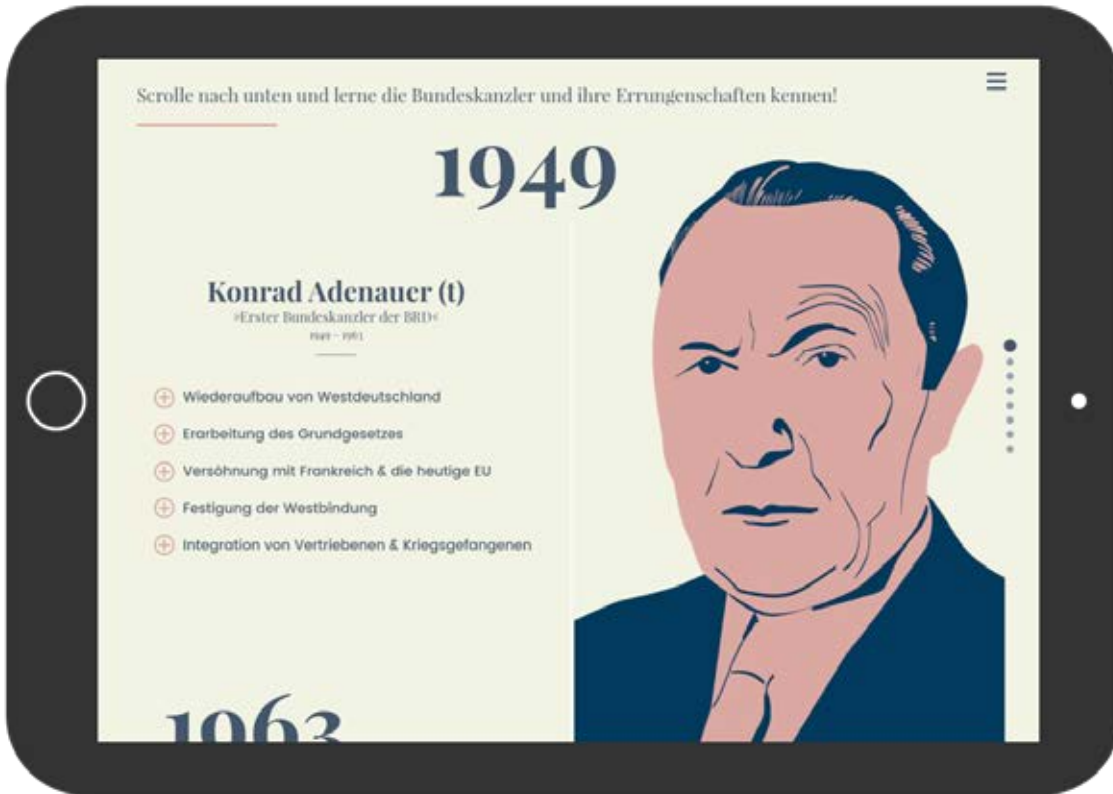 Scrolle nach unten und lerne die Bundeskanzler und ihre Errungenschaften kennen!
1949
Konrad Adenauer (t)
»Erster Bundeskanzler der BRD«
1949 – 1963
Wiederaufbau von Westdeutschland
Erarbeitung des Grundgesetzes
Versöhnung mit Frankreich & die heutige EU
Festigung der Westbindung
Integration von Vertriebenen & Kriegsgefangenen
1963